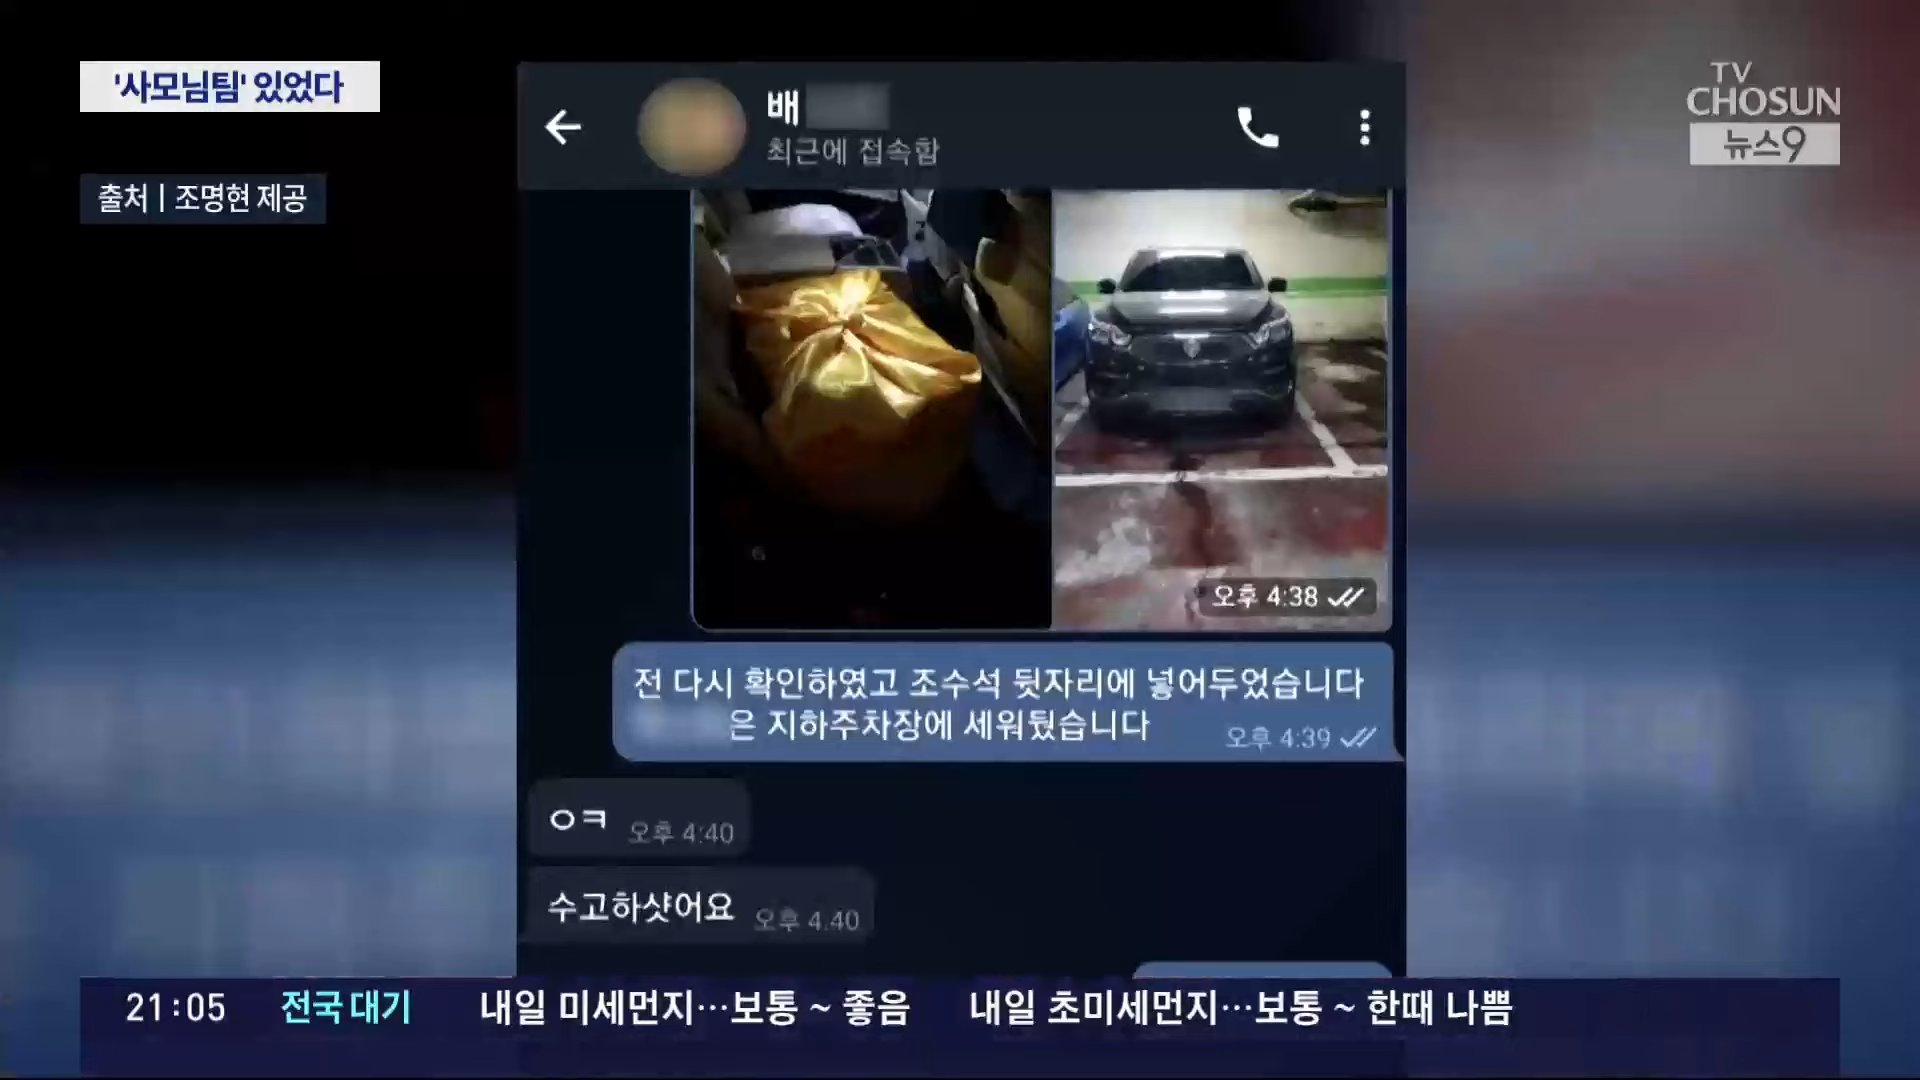 '사모님팀' 있었다
출처 | 조명현 제공
TV
CHOSUN
뉴스9
배
최근에 접속함
오후 4:38
전 다시 확인하였고 조수석 뒷자리에 넣어두었습니다
은 지하주차장에 세워뒀습니다
오후 4:39
ㅇㅋ
오후 4:40
수고하샷어요
오후 4:40
21:05 전국 대기 내일 미세먼지…보통 ~ 좋음 내일 초미세먼지…보통 ~ 한때 나쁨